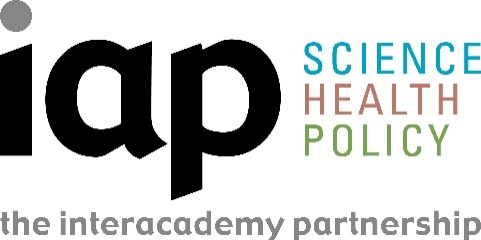 iap
SCIENCE
HEALTH
POLICY
the interacademy partnership